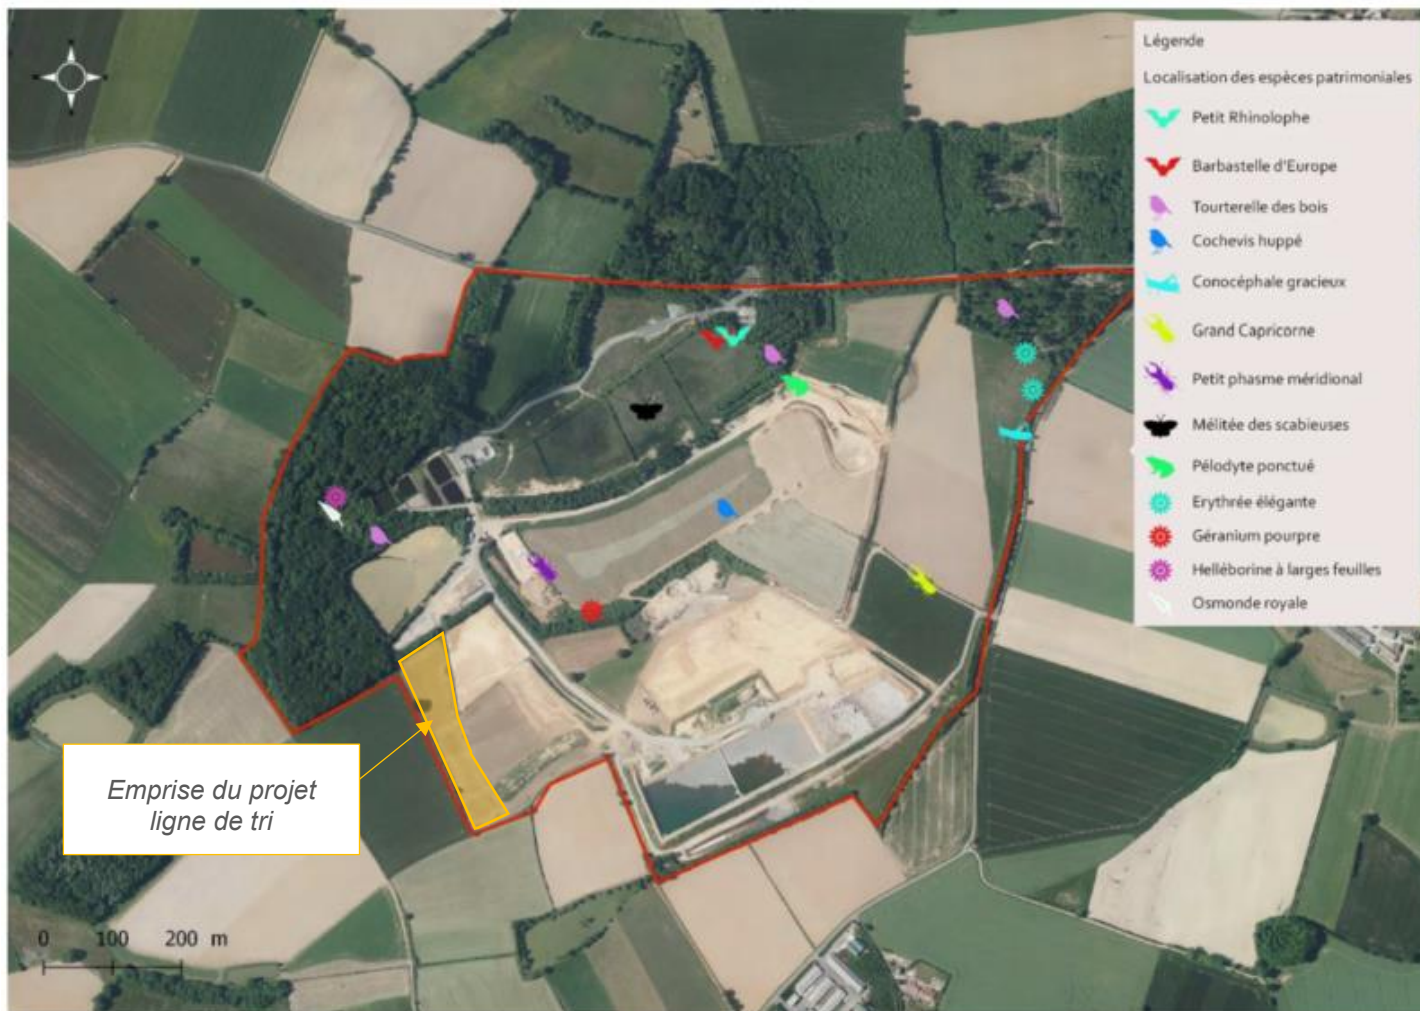 Légende
Localisation des espèces patrimoniales
Petit Rhinolophe
Barbastelle d'Europe
Tourterelle des bois
Cochevis huppé
Conocéphale gracieux
Grand Capricorne
Petit phasme méridional
Mélitée des scabieuses
Pélodyte ponctué
Erythrée élégante
Géranium pourpre
Helléborine à larges feuilles
Osmonde royale
Emprise du projet
ligne de tri
0 100 200 m